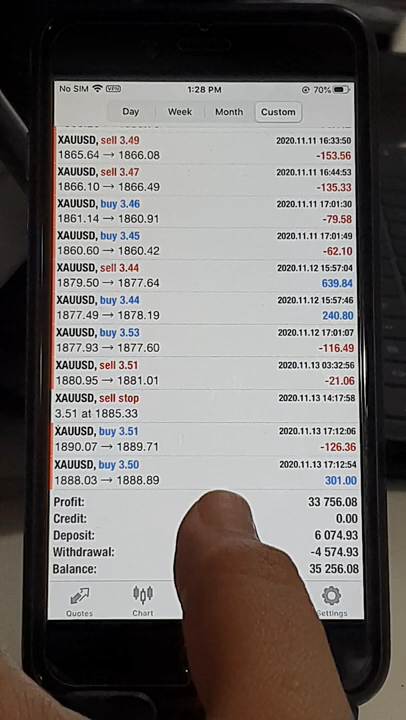 No SIM VPN 1:28 PM 70%
Day Week Month Custom
XAUUSD, sell 3.49 2020.11.11 16:33:50
1865.64 → 1866.08 -153.56
XAUUSD, sell 3.47 2020.11.11 16:44:53
1866.10 → 1866.49 -135.33
XAUUSD, buy 3.46 2020.11.11 17:01:30
1861.14 → 1860.91 -79.58
XAUUSD, buy 3.45 2020.11.11 17:01:49
1860.60 → 1860.42 -62.10
XAUUSD, sell 3.44 2020.11.12 15:57:04
1879.50 → 1877.64 639.84
XAUUSD, buy 3.44 2020.11.12 15:57:46
1877.49 → 1878.19 240.80
XAUUSD, buy 3.53 2020.11.12 17:01:07
1877.93 → 1877.60 -116.49
XAUUSD, sell 3.51 2020.11.13 03:32:56
1880.95 → 1881.01 -21.06
XAUUSD, sell stop 2020.11.13 14:17:58
3.51 at 1885.33
XAUUSD, buy 3.51 2020.11.13 17:12:06
1890.07 → 1889.71 -126.36
XAUUSD, buy 3.50 2020.11.13 17:12:54
1888.03 → 1888.89 301.00
Profit: 33 756.08
Credit: 0.00
Deposit: 6 074.93
Withdrawal: -4 574.93
Balance: 35 256.08
Quotes Chart Settings